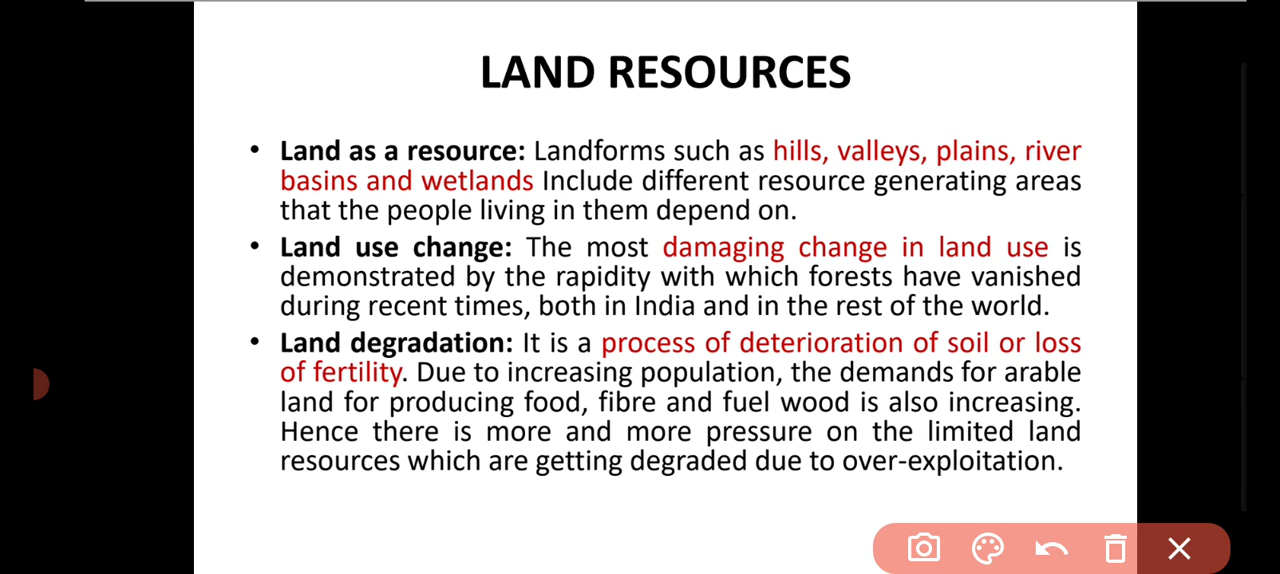 LAND RESOURCES
• Land as a resource: Landforms such as hills, valleys, plains, river
basins and wetlands Include different resource generating areas
that the people living in them depend on.
• Land use change: The most damaging change in land use is
demonstrated by the rapidity with which forests have vanished
during recent times, both in India and in the rest of the world.
• Land degradation: It is a process of deterioration of soil or loss
of fertility. Due to increasing population, the demands for arable
land for producing food, fibre and fuel wood is also increasing.
Hence there is more and more pressure on the limited land
resources which are getting degraded due to over-exploitation.